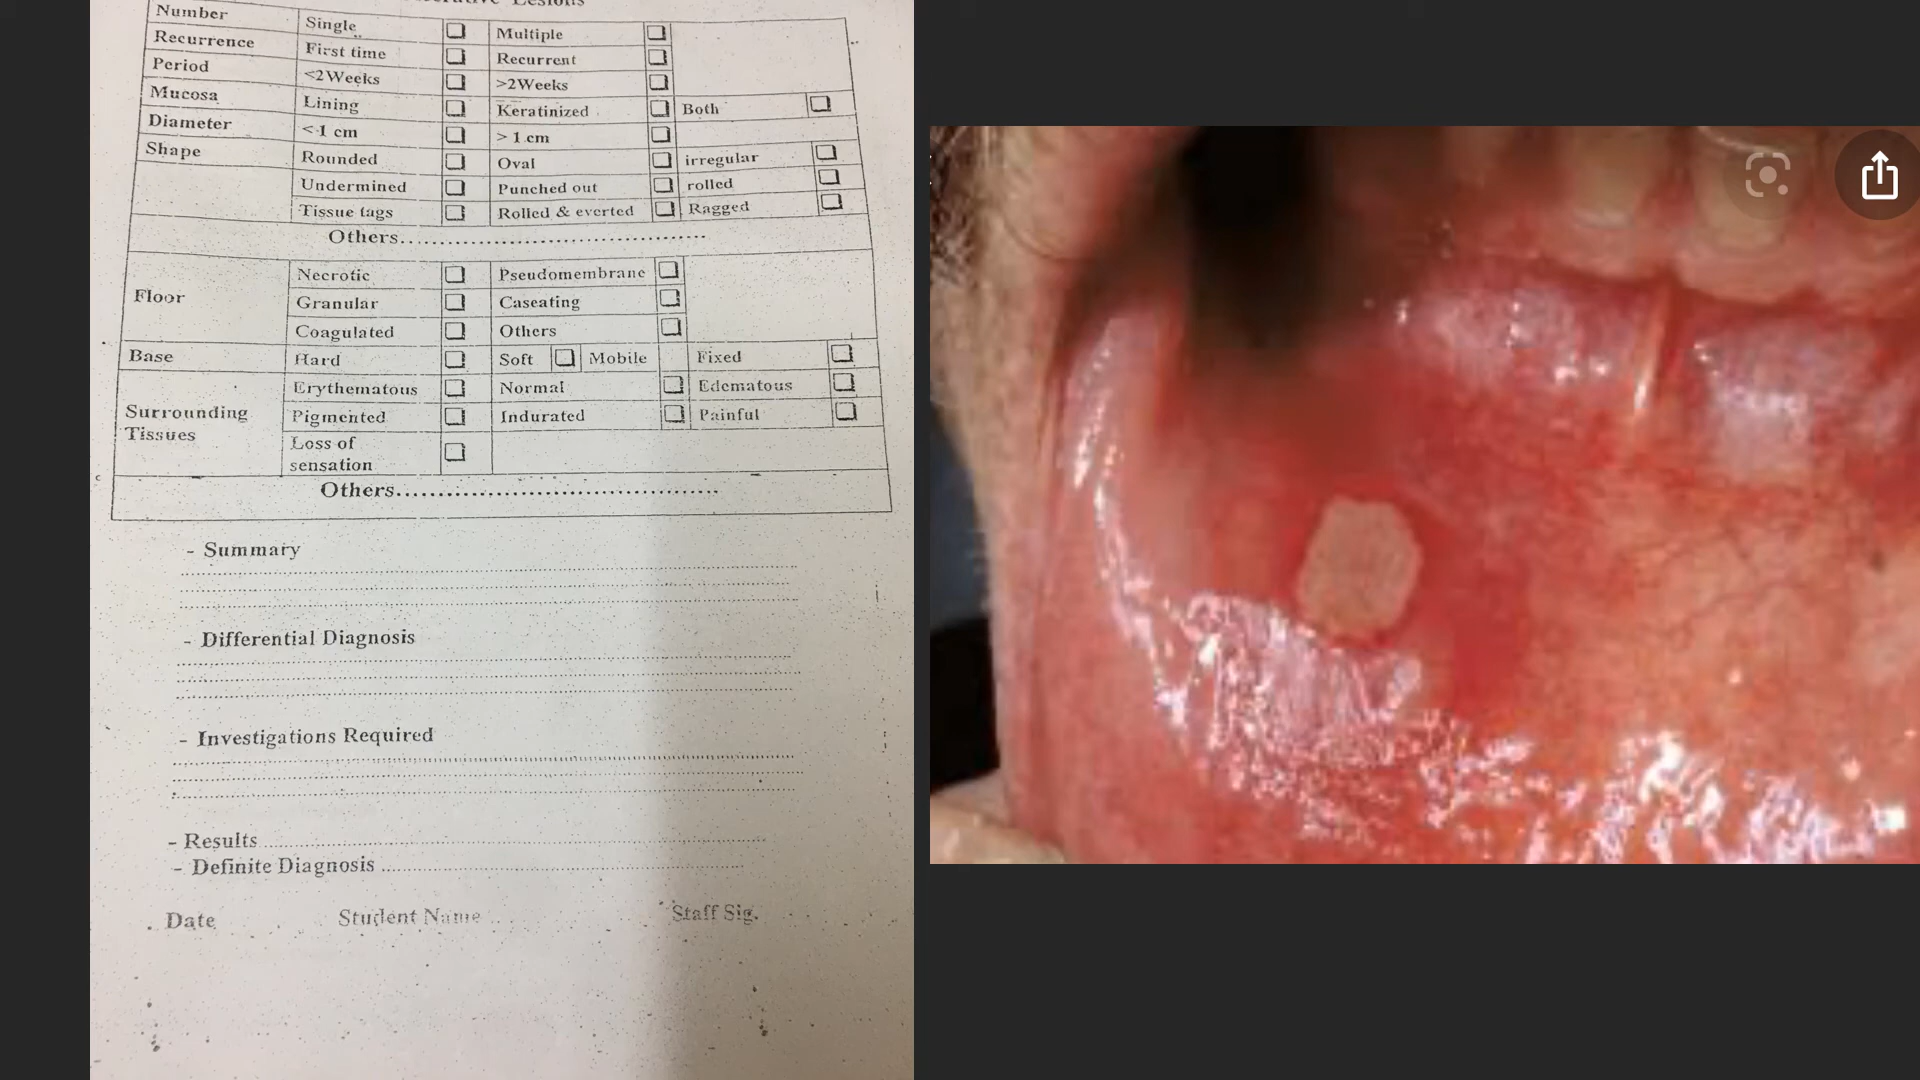 Lesions
Number Single Multiple
Recurrence First time Recurrent
Period <2Weeks >2Weeks
Mucosa Lining Keratinized Both
Diameter <1 cm >1 cm
Shape Rounded Oval irregular
Undermined Punched out rolled
Tissue tags Rolled & everted Ragged
Others........................................
Floor Necrotic Pseudomembrane
Granular Caseating
Coagulated Others
Base Hard Soft Mobile Fixed
Surrounding Tissues Erythematous Normal Edematous
Pigmented Indurated Painful
Loss of sensation
Others..........................................
- Summary
- Differential Diagnosis
- Investigations Required
- Results
- Definite Diagnosis
Date Student Name Staff Sig.